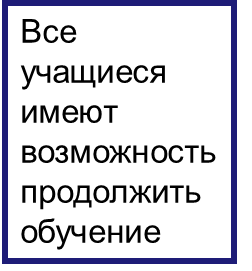 Все
учащиеся
имеют
возможность
продолжить
обучение